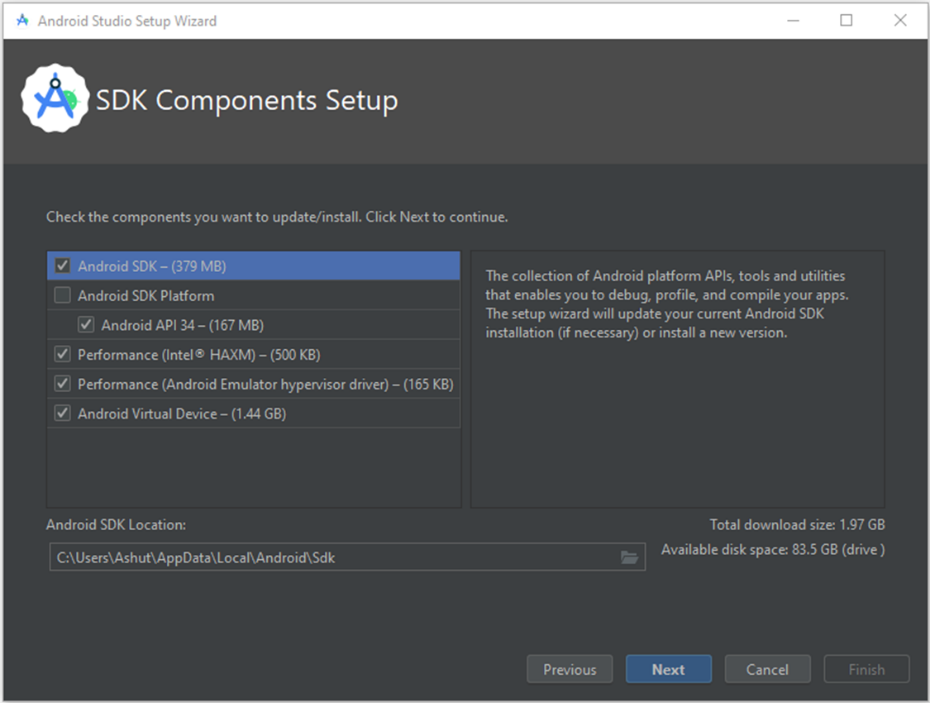 Android Studio Setup Wizard
SDK Components Setup
Check the components you want to update/install. Click Next to continue.
Android SDK – (379 MB)
Android SDK Platform
Android API 34 – (167 MB)
Performance (Intel® HAXM) – (500 KB)
Performance (Android Emulator hypervisor driver) – (165 KB)
Android Virtual Device – (1.44 GB)
The collection of Android platform APIs, tools and utilities
that enables you to debug, profile, and compile your apps.
The setup wizard will update your current Android SDK
installation (if necessary) or install a new version.
Android SDK Location:
C:\Users\Ashut\AppData\Local\Android\Sdk
Total download size: 1.97 GB
Available disk space: 83.5 GB (drive )
Previous
Next
Cancel
Finish